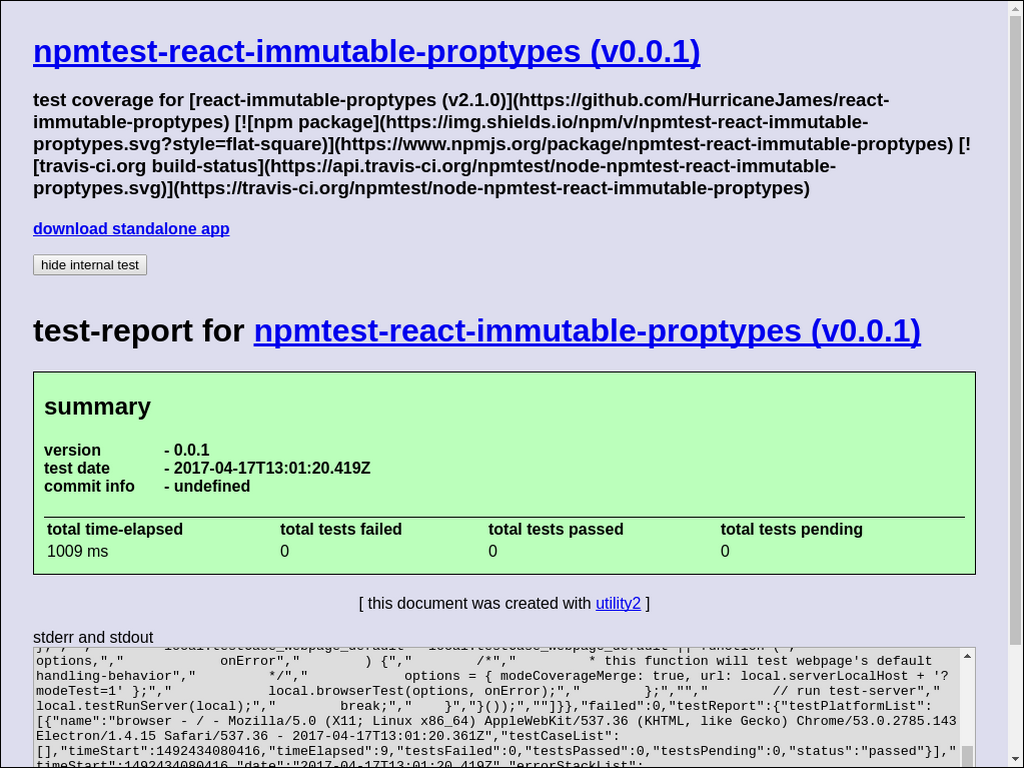 npmtest-react-immutable-proptypes (v0.0.1)
test coverage for [react-immutable-proptypes (v2.1.0)](https://github.com/HurricaneJames/react-
immutable-proptypes) [![npm package](https://img.shields.io/npm/v/npmtest-react-immutable-
proptypes.svg?style=flat-square)](https://www.npmjs.org/package/npmtest-react-immutable-proptypes) [!
[travis-ci.org build-status](https://api.travis-ci.org/npmtest/node-npmtest-react-immutable-
proptypes.svg)](https://travis-ci.org/npmtest/node-npmtest-react-immutable-proptypes)
download standalone app
hide internal test
test-report for npmtest-react-immutable-proptypes (v0.0.1)
summary
version - 0.0.1
test date - 2017-04-17T13:01:20.419Z
commit info - undefined
total time-elapsed total tests failed total tests passed total tests pending
1009 ms 0 0 0
[ this document was created with utility2 ]
stderr and stdout
options,"," onError"," ) {"," /*"," * this function will test webpage's default
handling-behavior"," */"," options = { modeCoverageMerge: true, url: local.serverLocalHost + '?
modeTest=1' };"," local.browserTest(options, onError);"," };",""," // run test-server","
local.testRunServer(local);"," break;"," }","}());",""]}},"failed":0,"testReport":{"testPlatformList":
[{"name":"browser - / - Mozilla/5.0 (X11; Linux x86_64) AppleWebKit/537.36 (KHTML, like Gecko) Chrome/53.0.2785.143
Electron/1.4.15 Safari/537.36 - 2017-04-17T13:01:20.361Z","testCaseList":
[],"timeStart":1492434080416,"timeElapsed":9,"testsFailed":0,"testsPassed":0,"testsPending":0,"status":"passed"}],"
timeStart":1492434080416,"date":"2017-04-17T13:01:20.419Z","errorStackList":